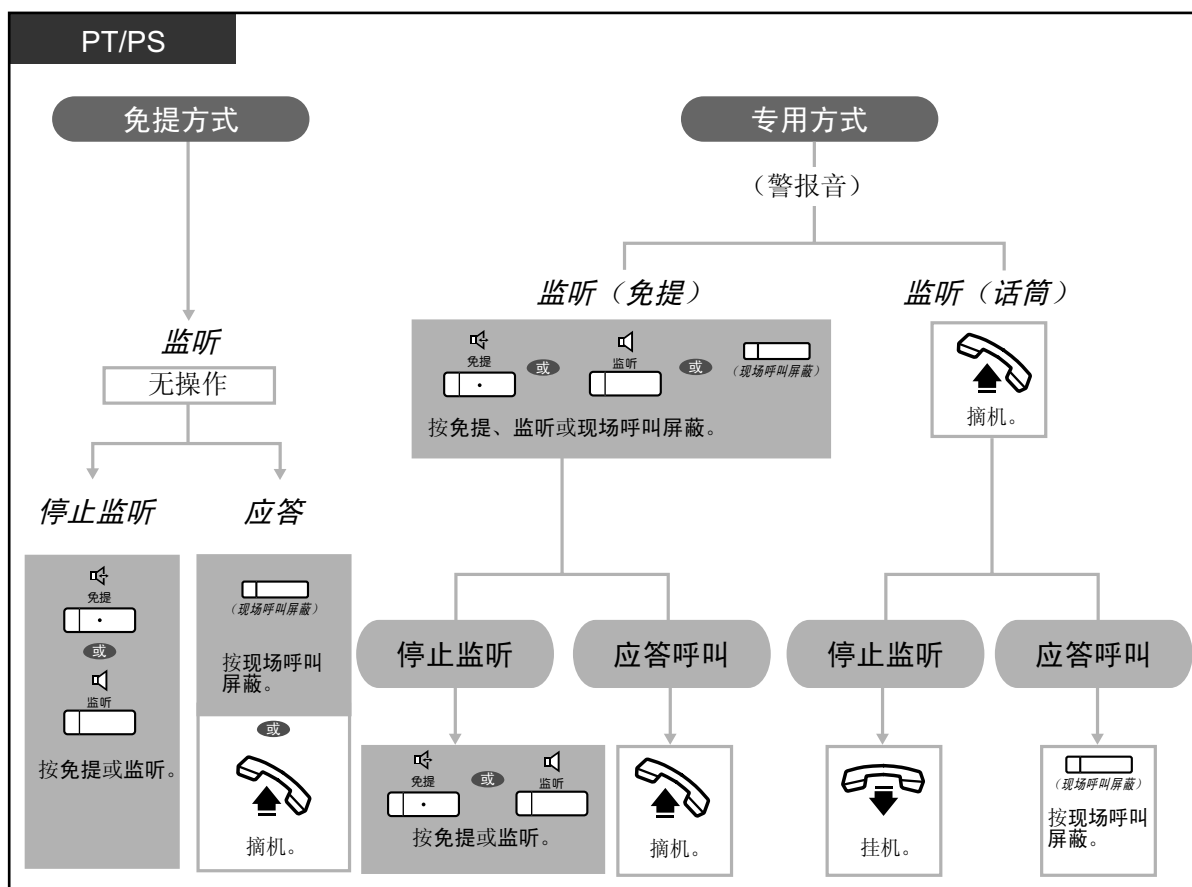 PT/PS
免提方式
监听
无操作
停止监听
免提
或
监听
按免提或监听。
应答
(现场呼叫屏蔽)
按现场呼叫
屏蔽。
或
摘机。
专用方式
(警报音)
监听(免提)
免提
或
监听
或
(现场呼叫屏蔽)
按免提、监听或现场呼叫屏蔽。
停止监听
免提
或
监听
按免提或监听。
应答呼叫
摘机。
监听(话筒)
摘机。
停止监听
挂机。
应答呼叫
(现场呼叫屏蔽)
按现场呼叫
屏蔽。